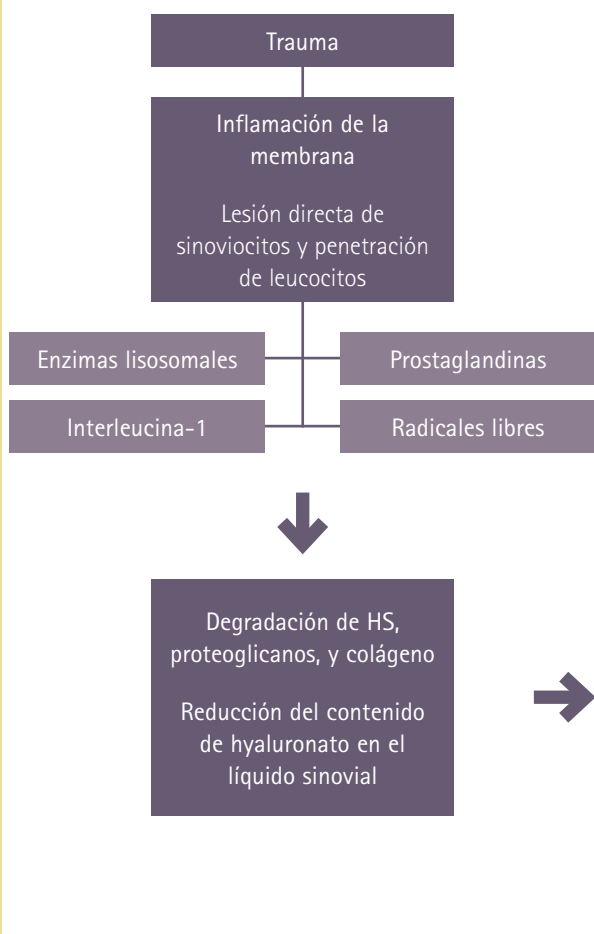 Trauma
Inflamación de la
membrana
Lesión directa de
sinoviocitos y penetración
de leucocitos
Enzimas lisosomales
Prostaglandinas
Interleucina-1
Radicales libres
Degradación de HS,
proteoglicanos, y colágeno
Reducción del contenido
de hyaluronato en el
líquido sinovial